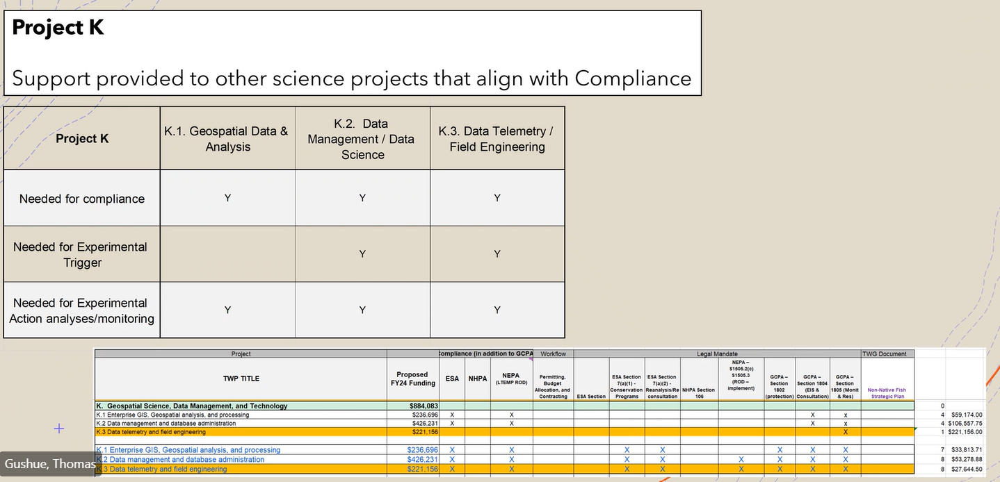 Project K
Support provided to other science projects that align with Compliance
Project K
K.1. Geospatial Data &
Analysis
K.2. Data
Management / Data
Science
K.3. Data Telemetry /
Field Engineering
Needed for compliance
Y
Y
Y
Needed for Experimental
Trigger
Y
Y
Needed for Experimental
Action analyses/monitoring
Y
Y
Y
Project
Compliance (in addition to GCPA
Workflow
Legal Mandate
TWG Document
TWP TITLE
Proposed
FY24 Funding
ESA
NHPA
NEPA
(LTEMP ROD)
Permitting,
Budget
Allocation, and
Contracting
ESA Section
ESA Section
7(a)(1) -
Conservation
Programs
ESA Section
7(a)(2) -
Reanalysis/Re
consultation
NHPA Section
106
NEPA –
S1505.2(c)
S1505.3
(ROD –
implement)
GCPA –
Section
1802
(protection)
GCPA –
Section 1804
(EIS &
Consultation)
GCPA –
Section
1805 (Monit
& Res)
Non-Native Fish
Strategic Plan
K. Geospatial Science, Data Management, and Technology $884,083 0
K.1 Enterprise GIS, Geospatial analysis, and processing $236,696 X X X x 4 $59,174.00
K.2 Data management and database administration $426,231 X X X x 4 $106,557.75
K.3 Data telemetry and field engineering $221,156 X 1 $221,156.00
K.1 Enterprise GIS, Geospatial analysis, and processing $236,696 X X X X X X X 7 $33,813.71
K.2 Data management and database administration $426,231 X X X X X X X X 8 $53,278.88
K.3 Data telemetry and field engineering $221,156 X X X X X X X X 8 $27,644.50
Gushue, Thomas